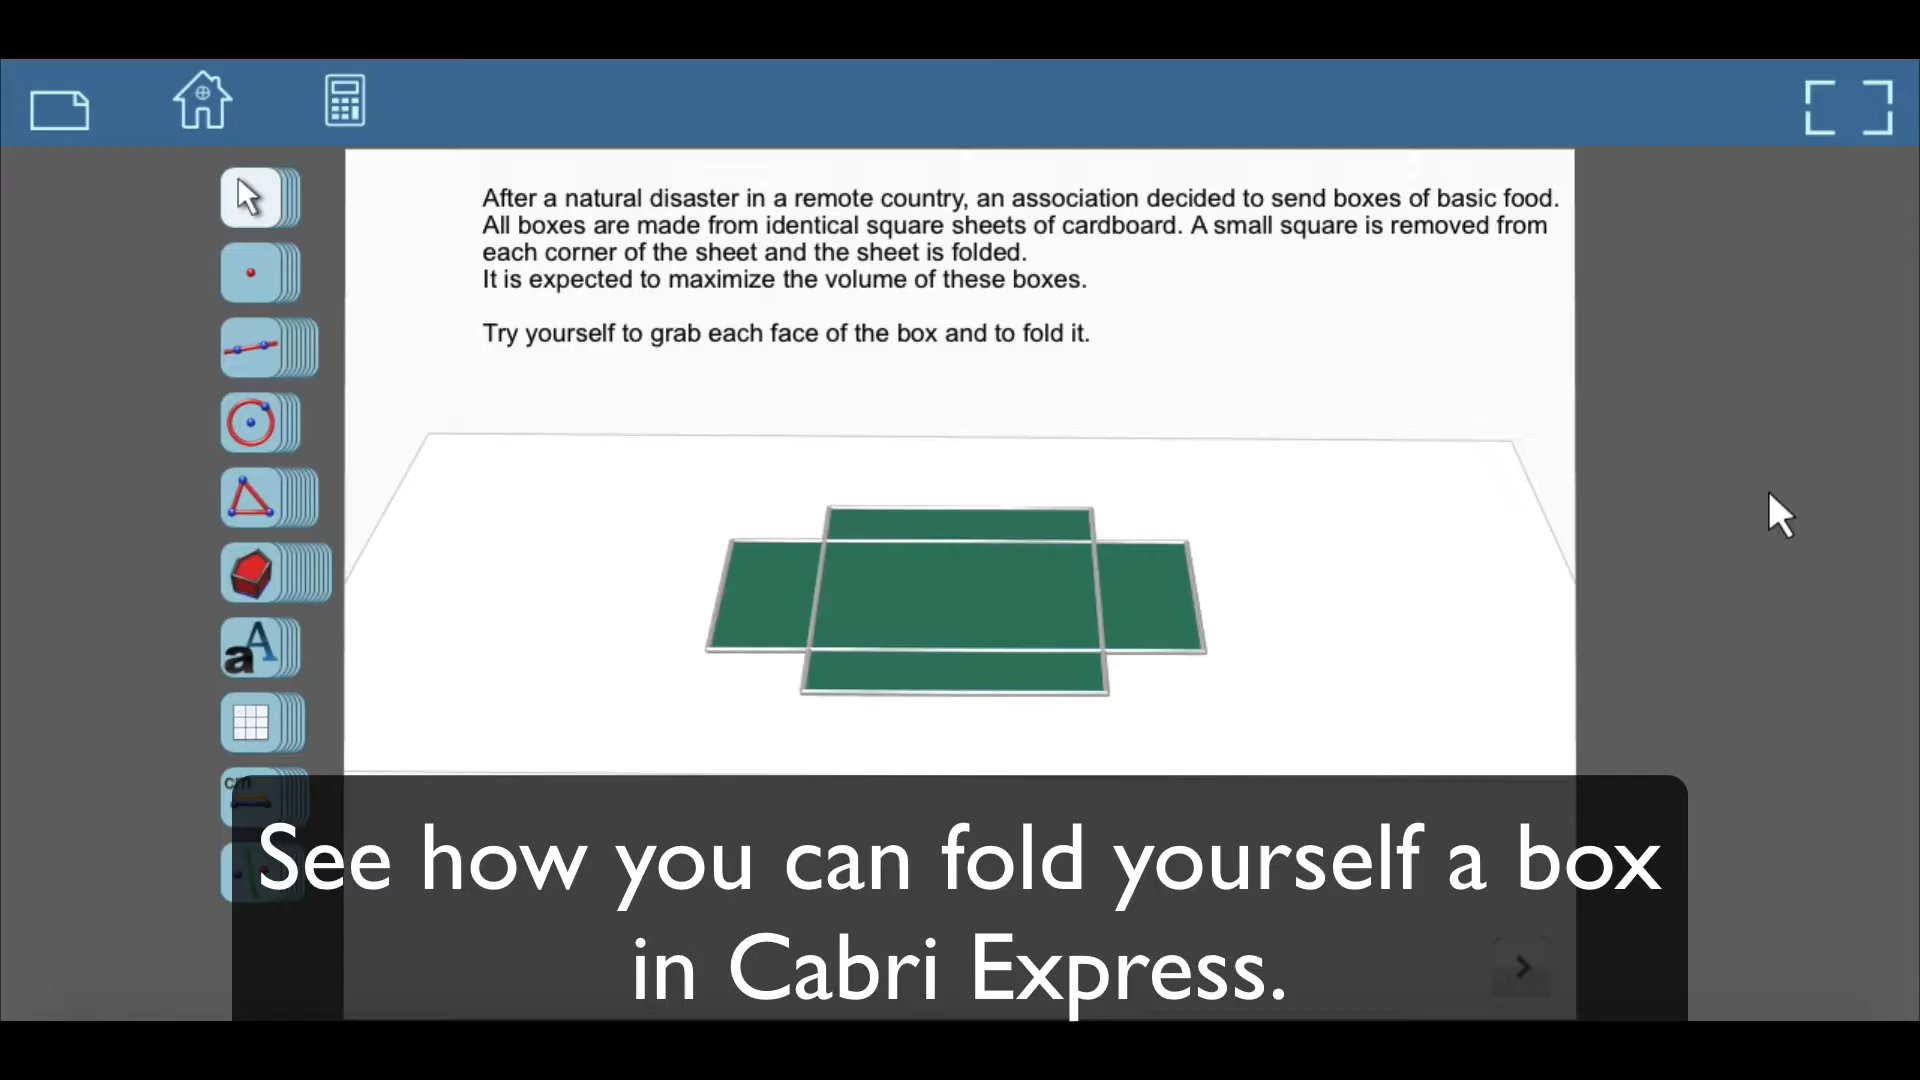 After a natural disaster in a remote country, an association decided to send boxes of basic food.
All boxes are made from identical square sheets of cardboard. A small square is removed from
each corner of the sheet and the sheet is folded.
It is expected to maximize the volume of these boxes.
Try yourself to grab each face of the box and to fold it.
aA
cm
See how you can fold yourself a box
in Cabri Express.